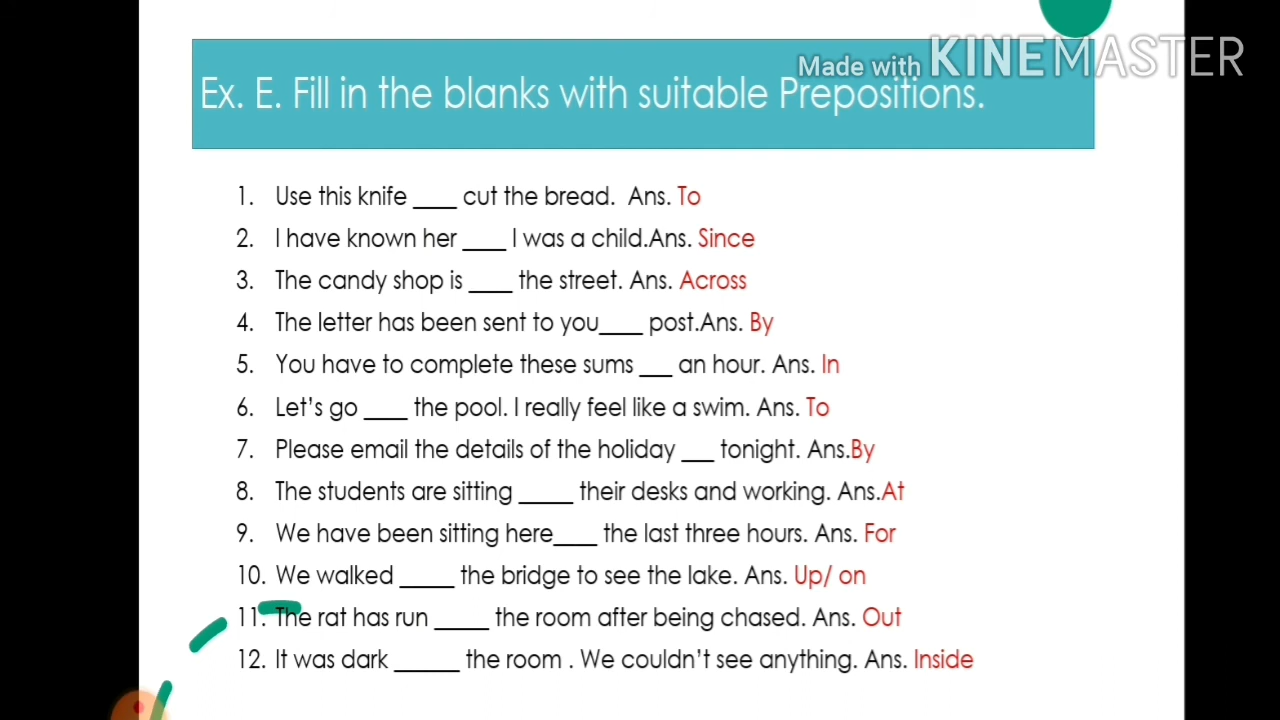 Made with KINEMASTER
Ex. E. Fill in the blanks with suitable Prepositions.
1. Use this knife ____ cut the bread. Ans. To
2. I have known her ____ I was a child.Ans. Since
3. The candy shop is ____ the street. Ans. Across
4. The letter has been sent to you____ post.Ans. By
5. You have to complete these sums ___ an hour. Ans. In
6. Let's go ____ the pool. I really feel like a swim. Ans. To
7. Please email the details of the holiday ___ tonight. Ans.By
8. The students are sitting _____ their desks and working. Ans.At
9. We have been sitting here____ the last three hours. Ans. For
10. We walked _____ the bridge to see the lake. Ans. Up/ on
11. The rat has run _____ the room after being chased. Ans. Out
12. It was dark ______ the room . We couldn't see anything. Ans. Inside